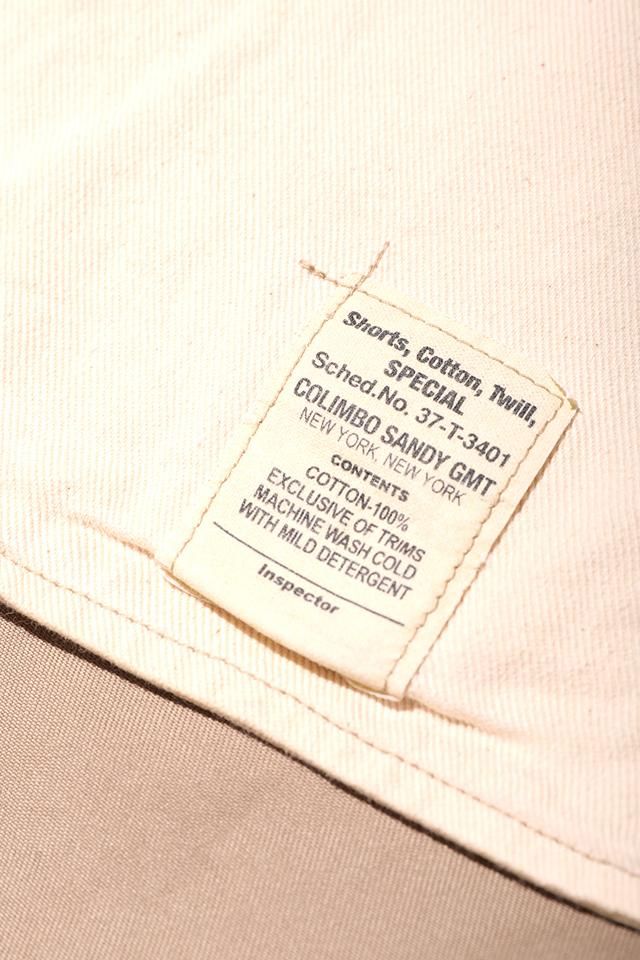 Shorts, Cotton, Twill,
SPECIAL
Sched.No. 37-T-3401
COLIMBO SANDY GMT
NEW YORK, NEW YORK
CONTENTS
COTTON-100%
EXCLUSIVE OF TRIMS
MACHINE WASH COLD
WITH MILD DETERGENT
Inspector